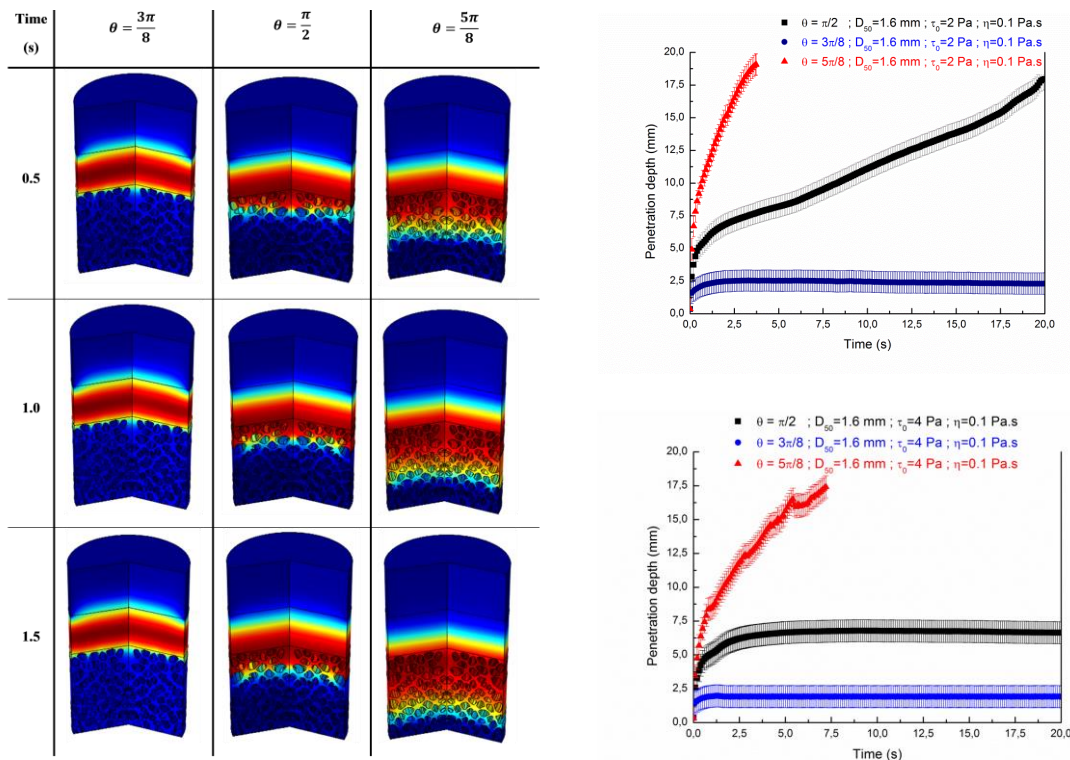 Time
(s)
θ = 3π/8
θ = π/2
θ = 5π/8
0.5
1.0
1.5
θ = π/2 ; D50=1.6 mm ; τ0=2 Pa ; η=0.1 Pa.s
θ = 3π/8 ; D50=1.6 mm ; τ0=2 Pa ; η=0.1 Pa.s
θ = 5π/8 ; D50=1.6 mm ; τ0=2 Pa ; η=0.1 Pa.s
20,0
17,5
15,0
12,5
10,0
7,5
5,0
2,5
0,0
Penetration depth (mm)
0,0 2,5 5,0 7,5 10,0 12,5 15,0 17,5 20,0
Time (s)
θ = π/2 ; D50=1.6 mm ; τ0=4 Pa ; η=0.1 Pa.s
θ = 3π/8 ; D50=1.6 mm ; τ0=4 Pa ; η=0.1 Pa.s
θ = 5π/8 ; D50=1.6 mm ; τ0=4 Pa ; η=0.1 Pa.s
20,0
17,5
15,0
12,5
10,0
7,5
5,0
2,5
0,0
Penetration depth (mm)
0,0 2,5 5,0 7,5 10,0 12,5 15,0 17,5 20,0
Time (s)